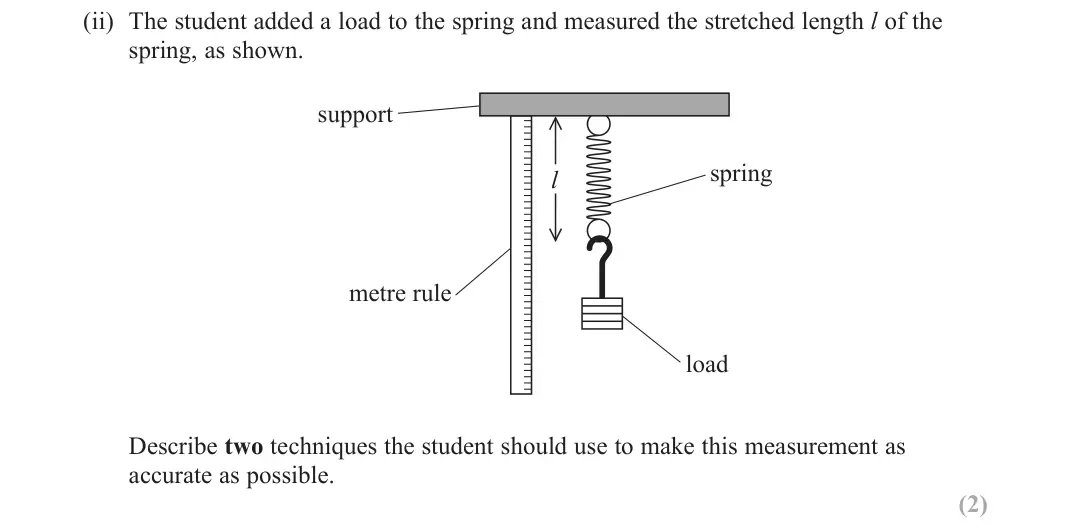 (ii) The student added a load to the spring and measured the stretched length l of the
spring, as shown.
support
l
spring
metre rule
load
Describe two techniques the student should use to make this measurement as
accurate as possible.
(2)